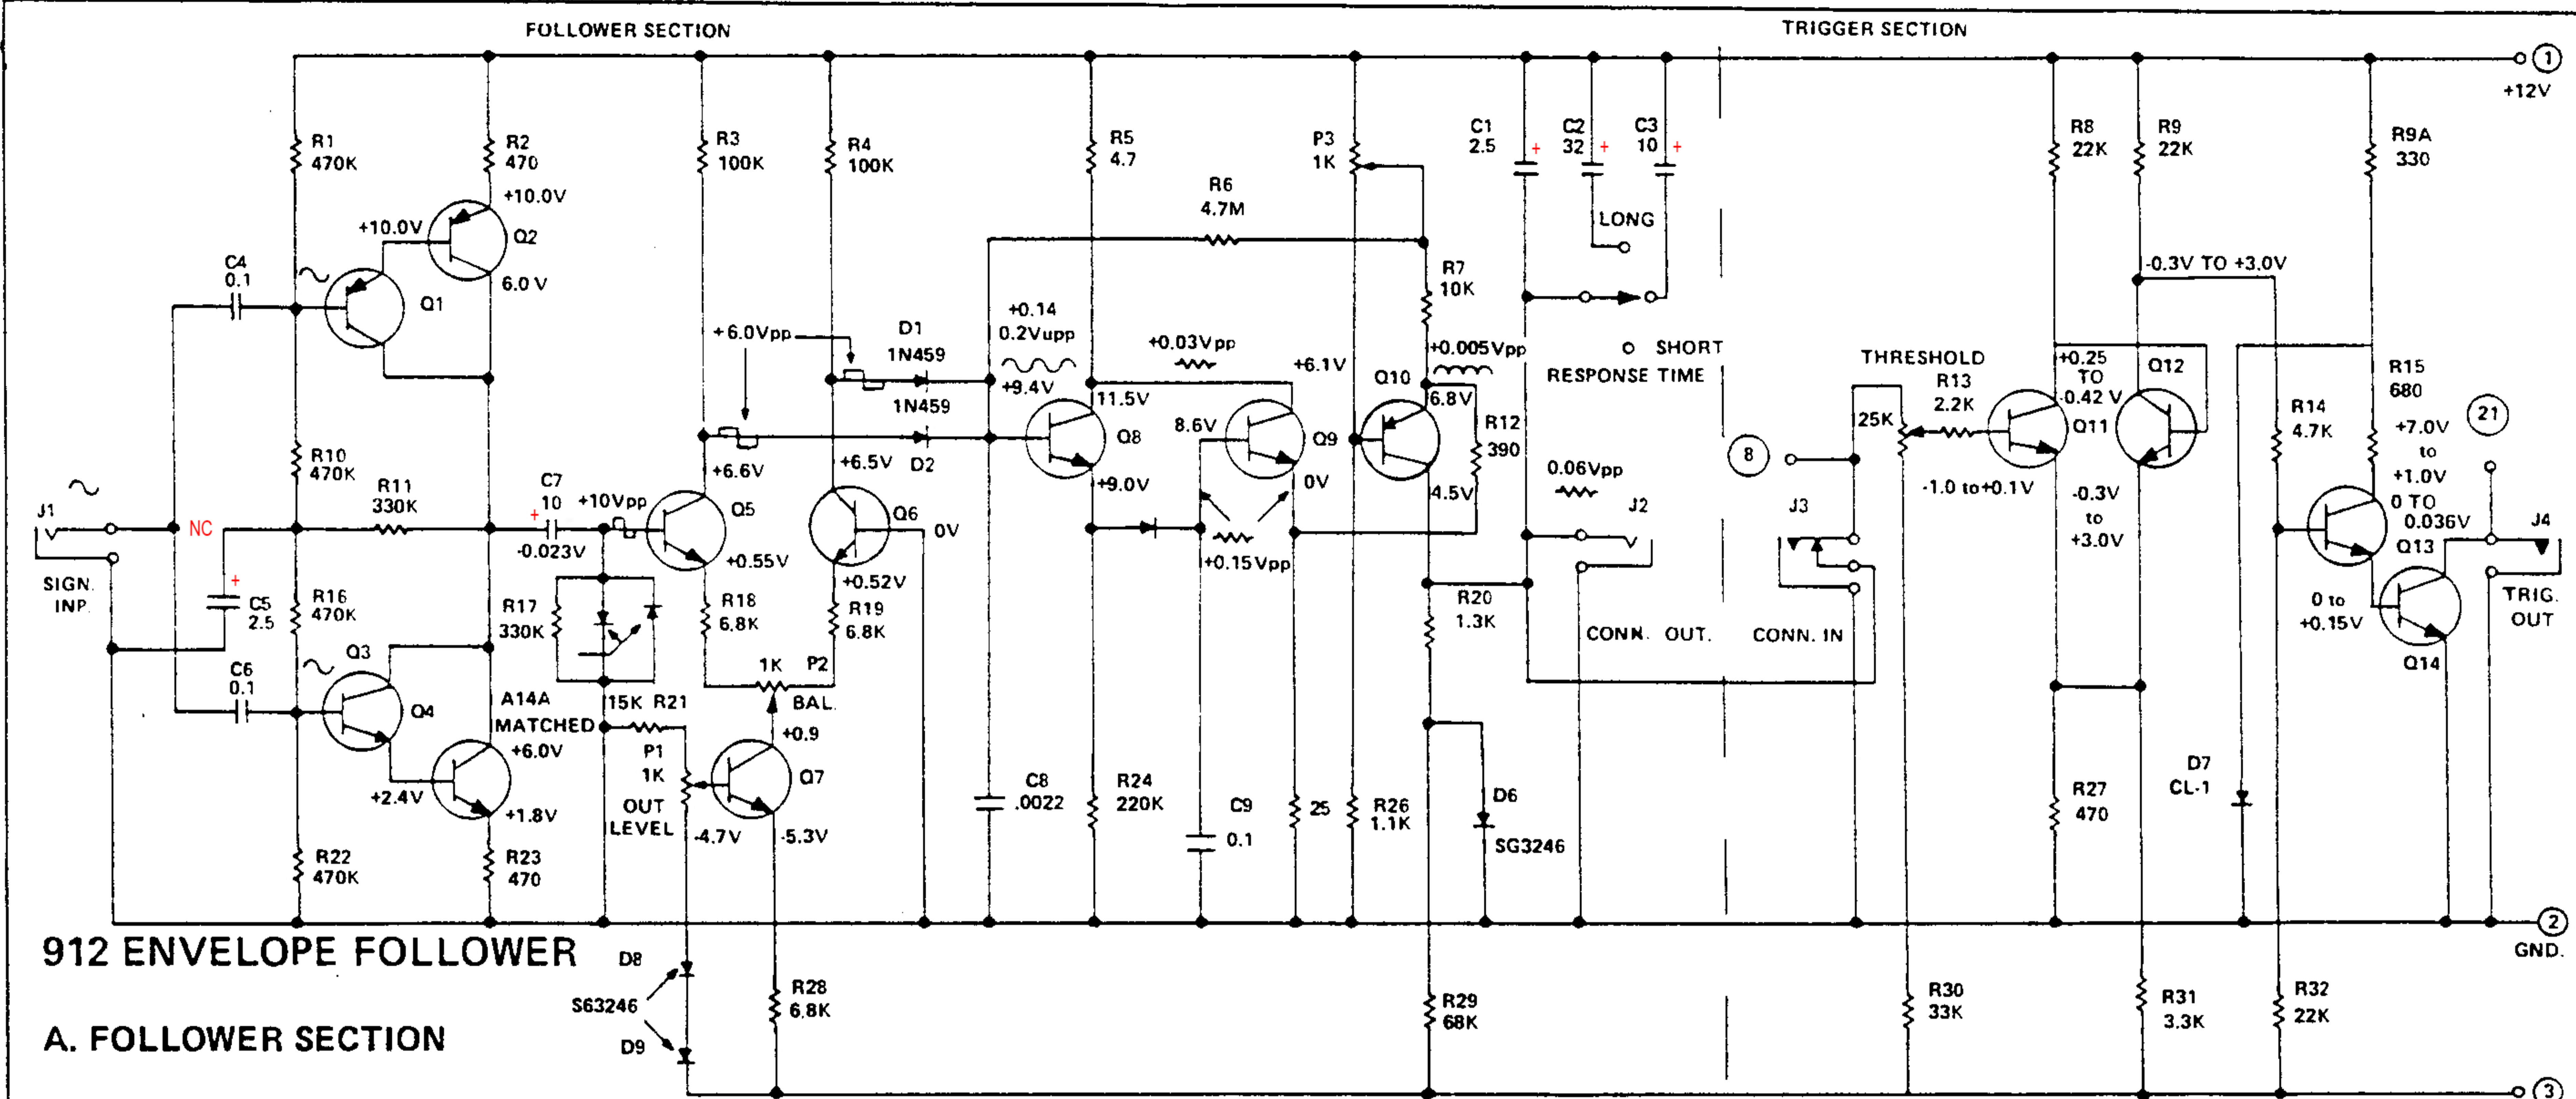 FOLLOWER SECTION
TRIGGER SECTION
1
+12V
R1
470K
R2
470
R3
100K
R4
100K
R5
4.7
P3
1K
C1
2.5
+
C2
32
+
C3
10
+
R8
22K
R9
22K
R9A
330
+10.0V
+10.0V
Q2
6.0 V
C4
0.1
Q1
R6
4.7M
LONG
R7
10K
-0.3V TO +3.0V
+6.0Vpp
D1
1N459
1N459
D2
+0.14
0.2Vupp
+9.4V
+0.03Vpp
+6.1V
Q10
+0.005Vpp
6.8V
SHORT
RESPONSE TIME
THRESHOLD
25K
R13
2.2K
+0.25
TO
-0.42 V
Q12
R15
680
21
11.5V
Q8
8.6V
Q9
0V
R12
390
8
Q11
R14
4.7K
+7.0V
to
+1.0V
0 TO
0.036V
R10
470K
R11
330K
C7
10
+
-0.023V
+10Vpp
+6.6V
Q5
+6.5V
Q6
0V
+9.0V
4.5V
0.06Vpp
J2
J3
-1.0 to+0.1V
-0.3V
to
+3.0V
Q13
J4
J1
NC
SIGN.
INP.
+
C5
2.5
R16
470K
R17
330K
+0.55V
+0.52V
R18
6.8K
R19
6.8K
+0.15Vpp
R20
1.3K
CONN. OUT.
CONN. IN
0 to
+0.15V
TRIG.
OUT
Q14
C6
0.1
Q3
Q4
A14A
MATCHED
+6.0V
15K R21
1K
P2
BAL.
P1
1K
OUT
LEVEL
+0.9
Q7
-4.7V
-5.3V
+2.4V
+1.8V
C8
.0022
R24
220K
C9
0.1
25
R26
1.1K
D6
SG3246
R27
470
D7
CL-1
R22
470K
R23
470
2
GND.
912 ENVELOPE FOLLOWER
A. FOLLOWER SECTION
D8
S63246
D9
R28
6.8K
R29
68K
R30
33K
R31
3.3K
R32
22K
3